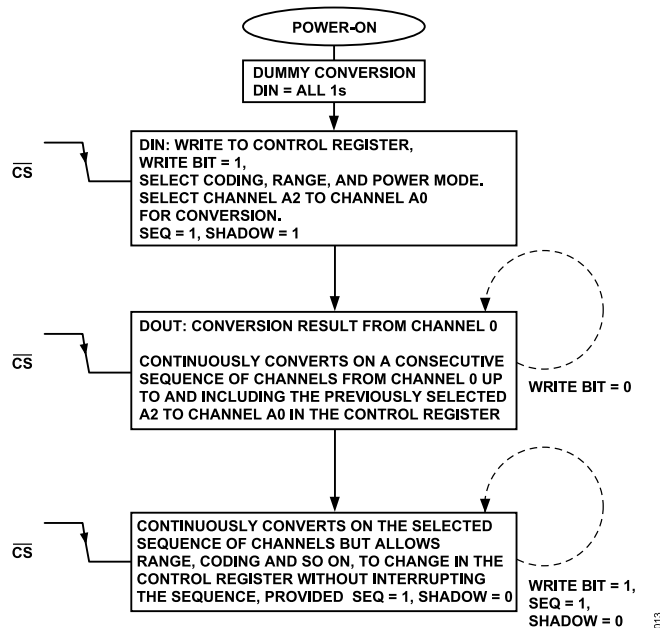 POWER-ON
DUMMY CONVERSION
DIN = ALL 1s
CS
DIN: WRITE TO CONTROL REGISTER,
WRITE BIT = 1,
SELECT CODING, RANGE, AND POWER MODE.
SELECT CHANNEL A2 TO CHANNEL A0
FOR CONVERSION.
SEQ = 1, SHADOW = 1
CS
DOUT: CONVERSION RESULT FROM CHANNEL 0
CONTINUOUSLY CONVERTS ON A CONSECUTIVE
SEQUENCE OF CHANNELS FROM CHANNEL 0 UP
TO AND INCLUDING THE PREVIOUSLY SELECTED
A2 TO CHANNEL A0 IN THE CONTROL REGISTER
WRITE BIT = 0
CS
CONTINUOUSLY CONVERTS ON THE SELECTED
SEQUENCE OF CHANNELS BUT ALLOWS
RANGE, CODING AND SO ON, TO CHANGE IN THE
CONTROL REGISTER WITHOUT INTERRUPTING
THE SEQUENCE, PROVIDED SEQ = 1, SHADOW = 0
WRITE BIT = 1,
SEQ = 1,
SHADOW = 0
013